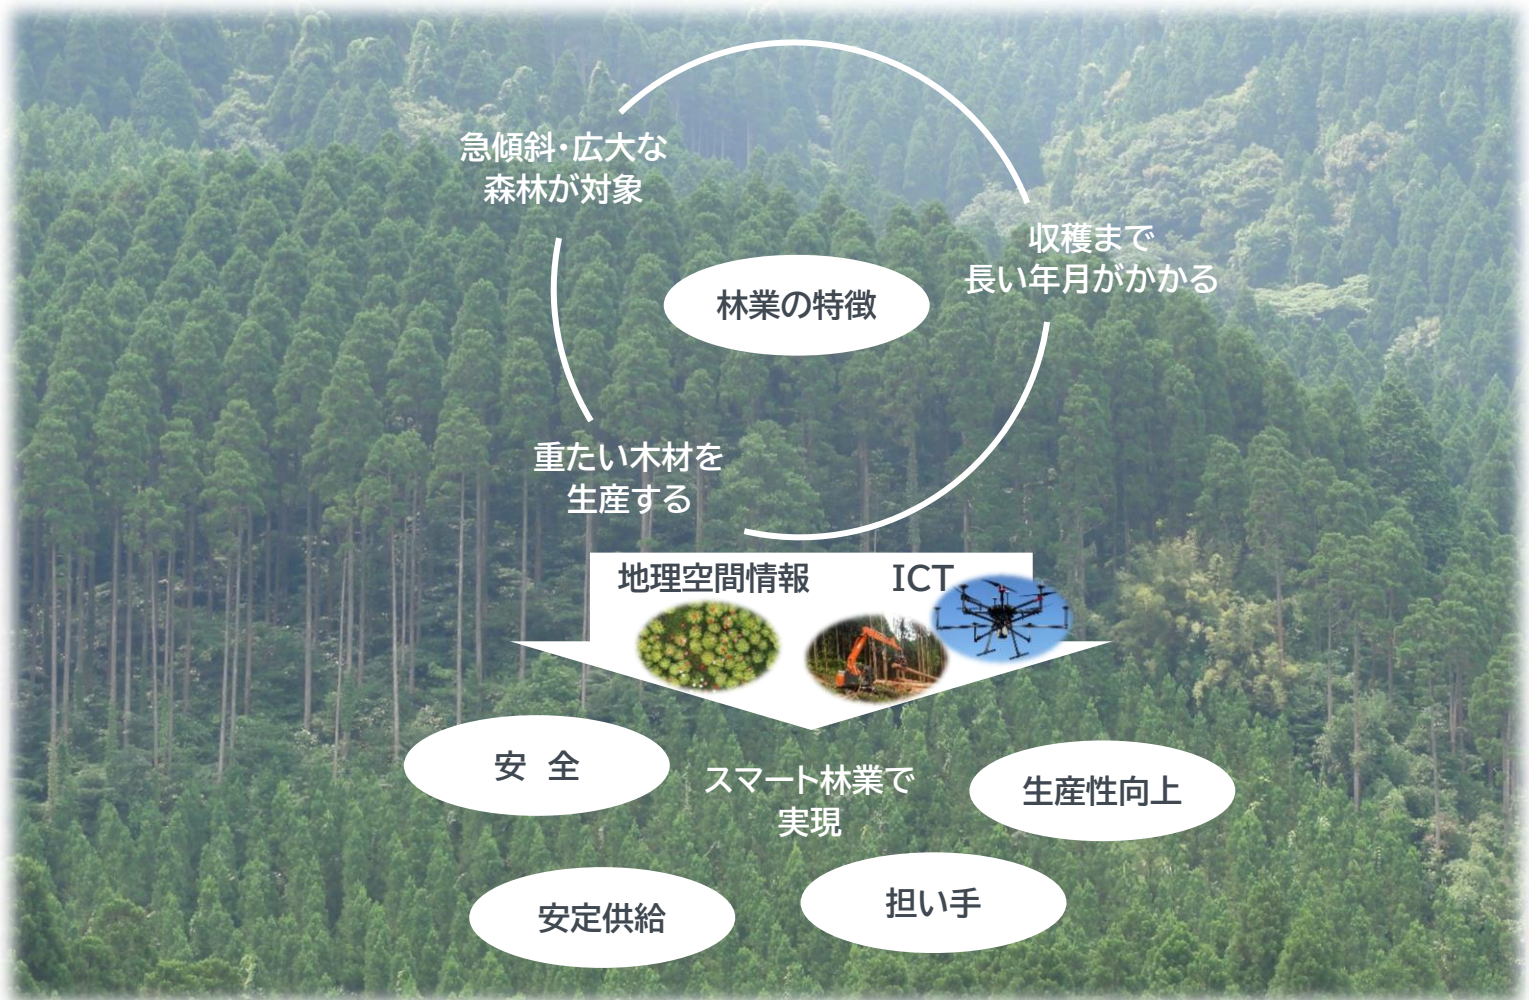 急傾斜・広大な
森林が対象
収穫まで
長い年月がかかる
林業の特徴
重たい木材を
生産する
地理空間情報
ICT
安　全
スマート林業で
実現
生産性向上
安定供給
担い手